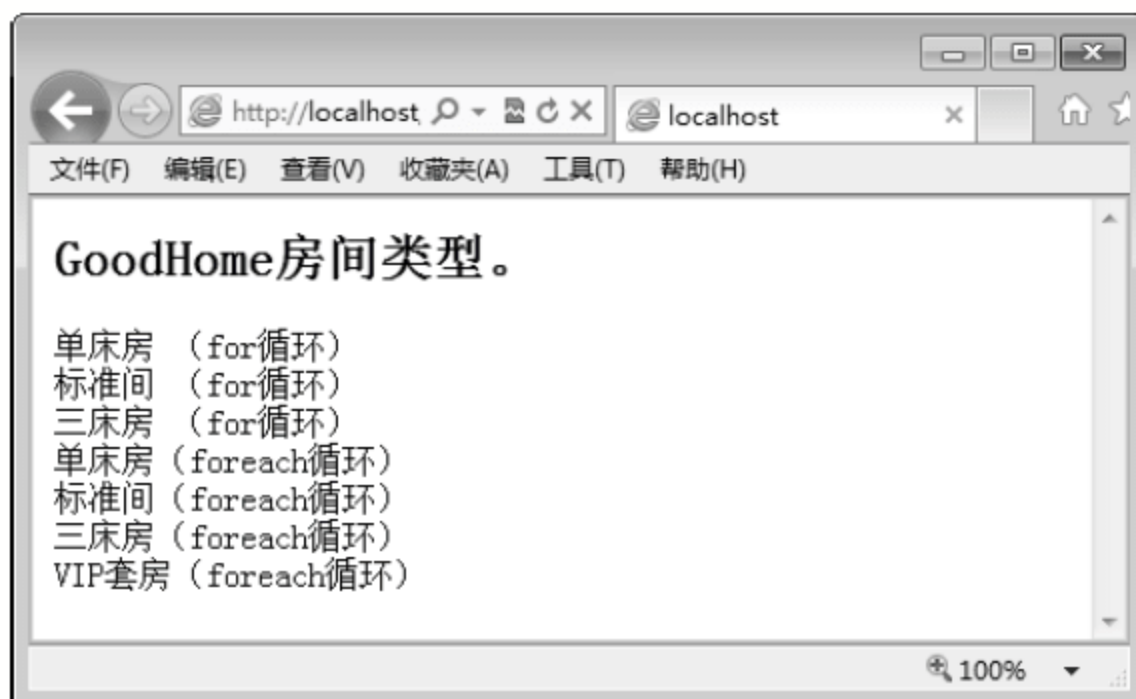 http://localhost
localhost
文件(F) 编辑(E) 查看(V) 收藏夹(A) 工具(T) 帮助(H)
GoodHome房间类型。
单床房 （for循环）
标准间 （for循环）
三床房 （for循环）
单床房（foreach循环）
标准间（foreach循环）
三床房（foreach循环）
VIP套房（foreach循环）
100%